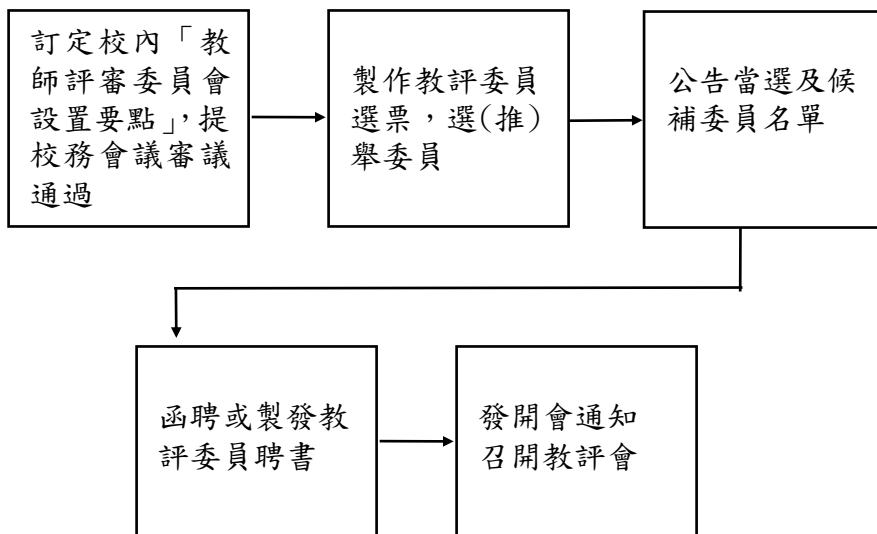 訂定校內「教
師評審委員會
設置要點」，提
校務會議審議
通過
製作教評委員
選票，選(推)
舉委員
公告當選及候
補委員名單
函聘或製發教
評委員聘書
發開會通知
召開教評會